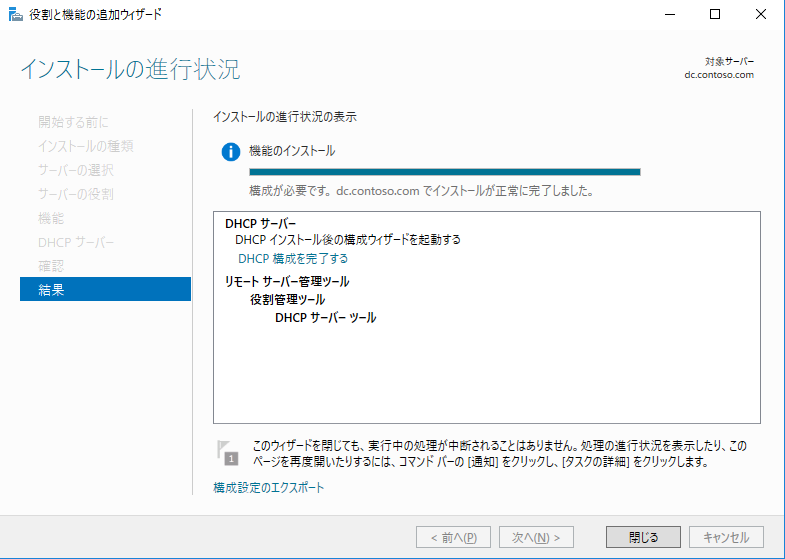 役割と機能の追加ウィザード
インストールの進行状況
対象サーバー
dc.contoso.com
開始する前に
インストールの種類
サーバーの選択
サーバーの役割
機能
DHCP サーバー
確認
結果
インストールの進行状況の表示
機能のインストール
構成が必要です。dc.contoso.com でインストールが正常に完了しました。
DHCP サーバー
DHCP インストール後の構成ウィザードを起動する
DHCP 構成を完了する
リモート サーバー管理ツール
役割管理ツール
DHCP サーバー ツール
1
このウィザードを閉じても、実行中の処理が中断されることはありません。処理の進行状況を表示したり、この
ページを再度開いたりするには、コマンド バーの [通知] をクリックし、[タスクの詳細] をクリックします。
構成設定のエクスポート
< 前へ(P)
次へ(N) >
閉じる
キャンセル